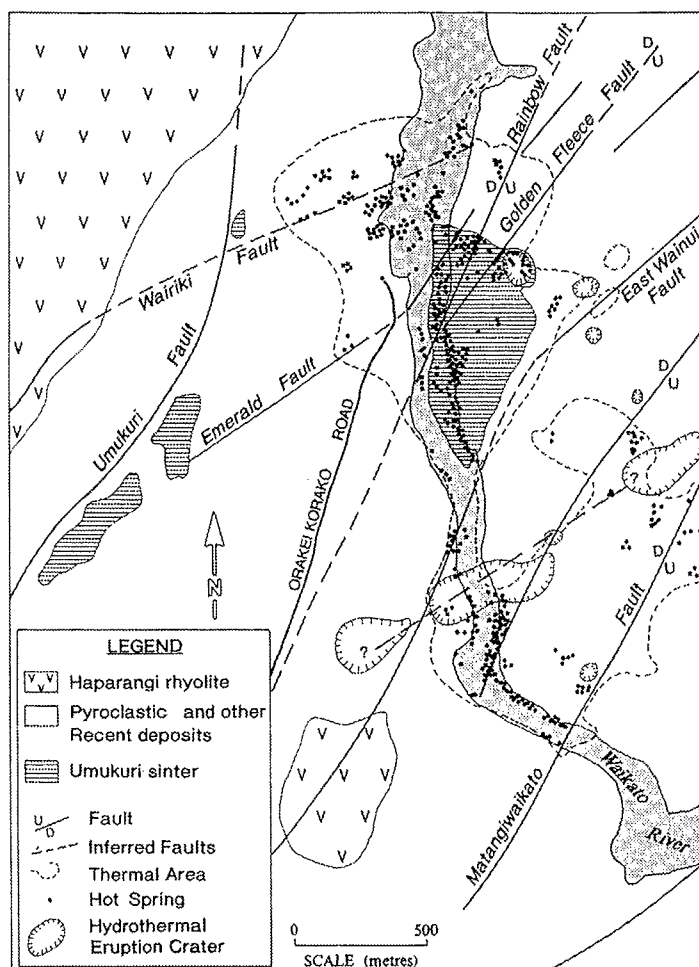 D
U
Rainbow Fault
Golden Fleece Fault
D U
Wairiki Fault
East Wainui Fault
Umukuri Fault
Emerald Fault
ORAKEI KORAKO ROAD
D
U
?
D
U
N
?
Matangiwaikato Fault
Waikato River
LEGEND
Haparangi rhyolite
Pyroclastic and other
Recent deposits
Umukuri sinter
U
D
Fault
Inferred Faults
Thermal Area
Hot Spring
Hydrothermal
Eruption Crater
0 500
SCALE (metres)